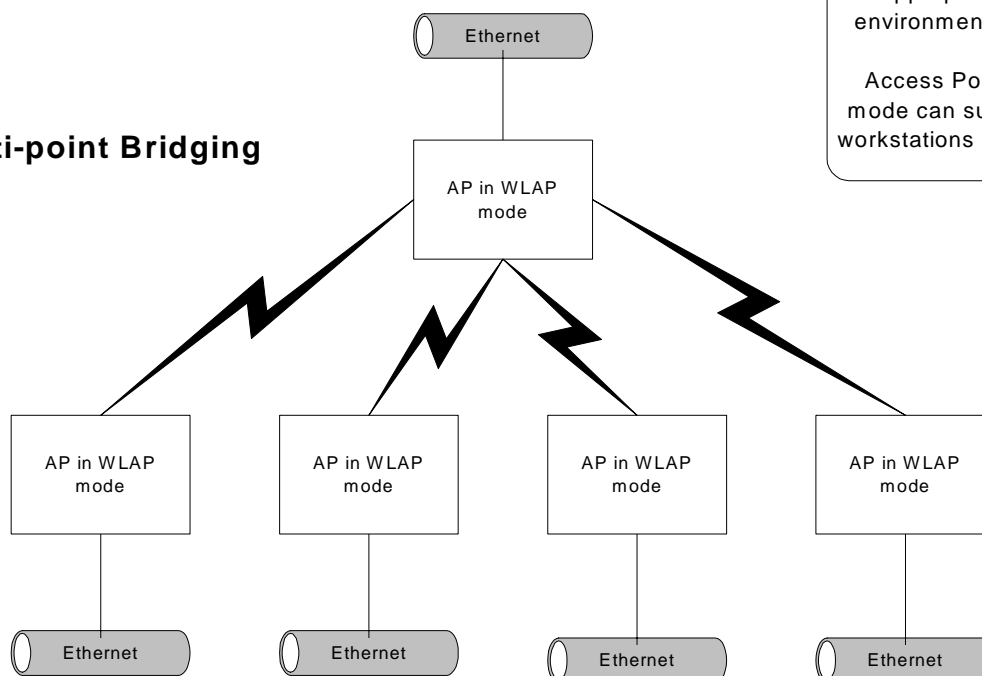 Ethernet
environmen
Access Po
mode can su
workstations
ti-point Bridging
AP in WLAP
mode
AP in WLAP
mode
AP in WLAP
mode
AP in WLAP
mode
AP in WLAP
mode
Ethernet
Ethernet
Ethernet
Ethernet